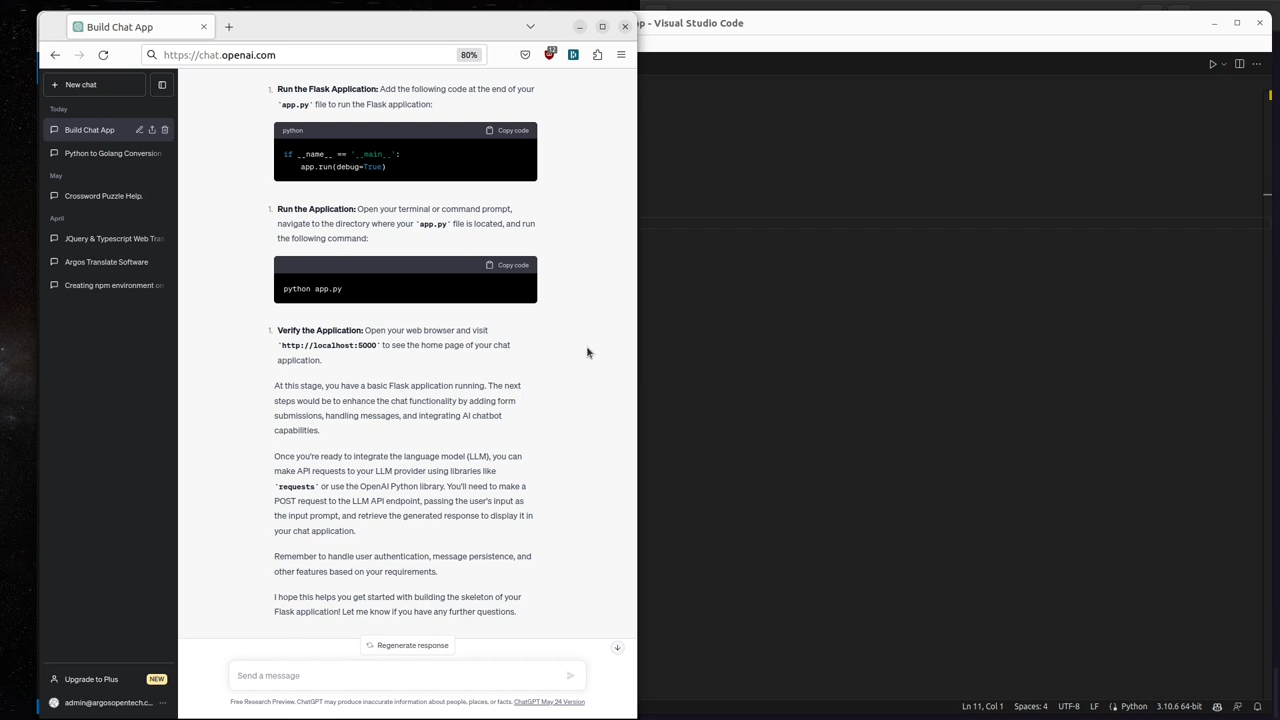 Build Chat App
p - Visual Studio Code
https://chat.openai.com
80%
12
New chat
Today
Build Chat App
Python to Golang Conversion
May
Crossword Puzzle Help.
April
JQuery & Typescript Web Tran
Argos Translate Software
Creating npm environment on
Upgrade to Plus
NEW
admin@argosopentech.c...
1. Run the Flask Application: Add the following code at the end of your
`app.py` file to run the Flask application:
python
Copy code
if __name__ == '__main__':
app.run(debug=True)
1. Run the Application: Open your terminal or command prompt,
navigate to the directory where your `app.py` file is located, and run
the following command:
Copy code
python app.py
1. Verify the Application: Open your web browser and visit
`http://localhost:5000` to see the home page of your chat
application.
At this stage, you have a basic Flask application running. The next
steps would be to enhance the chat functionality by adding form
submissions, handling messages, and integrating AI chatbot
capabilities.
Once you're ready to integrate the language model (LLM), you can
make API requests to your LLM provider using libraries like
`requests` or use the OpenAI Python library. You'll need to make a
POST request to the LLM API endpoint, passing the user's input as
the input prompt, and retrieve the generated response to display it in
your chat application.
Remember to handle user authentication, message persistence, and
other features based on your requirements.
I hope this helps you get started with building the skeleton of your
Flask application! Let me know if you have any further questions.
Regenerate response
Send a message
Free Research Preview. ChatGPT may produce inaccurate information about people, places, or facts. ChatGPT May 24 Version
Ln 11, Col 1
Spaces: 4
UTF-8
LF
Python
3.10.6 64-bit